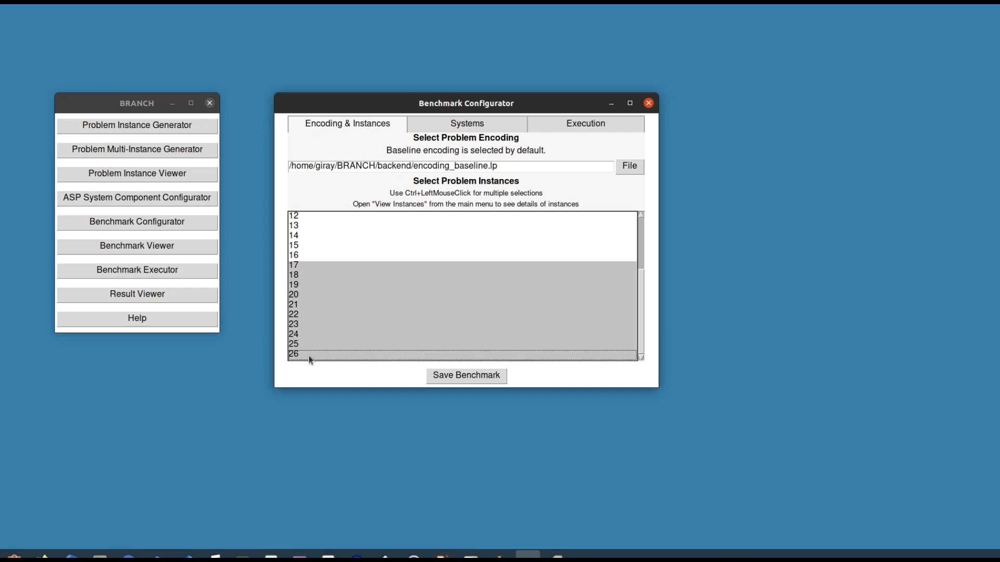 BRANCH
Problem Instance Generator
Problem Multi-Instance Generator
Problem Instance Viewer
ASP System Component Configurator
Benchmark Configurator
Benchmark Viewer
Benchmark Executor
Result Viewer
Help
Benchmark Configurator
Encoding & Instances Systems Execution
Select Problem Encoding
Baseline encoding is selected by default.
/home/giray/BRANCH/backend/encoding_baseline.lp File
Select Problem Instances
Use Ctrl+LeftMouseClick for multiple selections
Open "View Instances" from the main menu to see details of instances
12
13
14
15
16
17
18
19
20
21
22
23
24
25
26
Save Benchmark